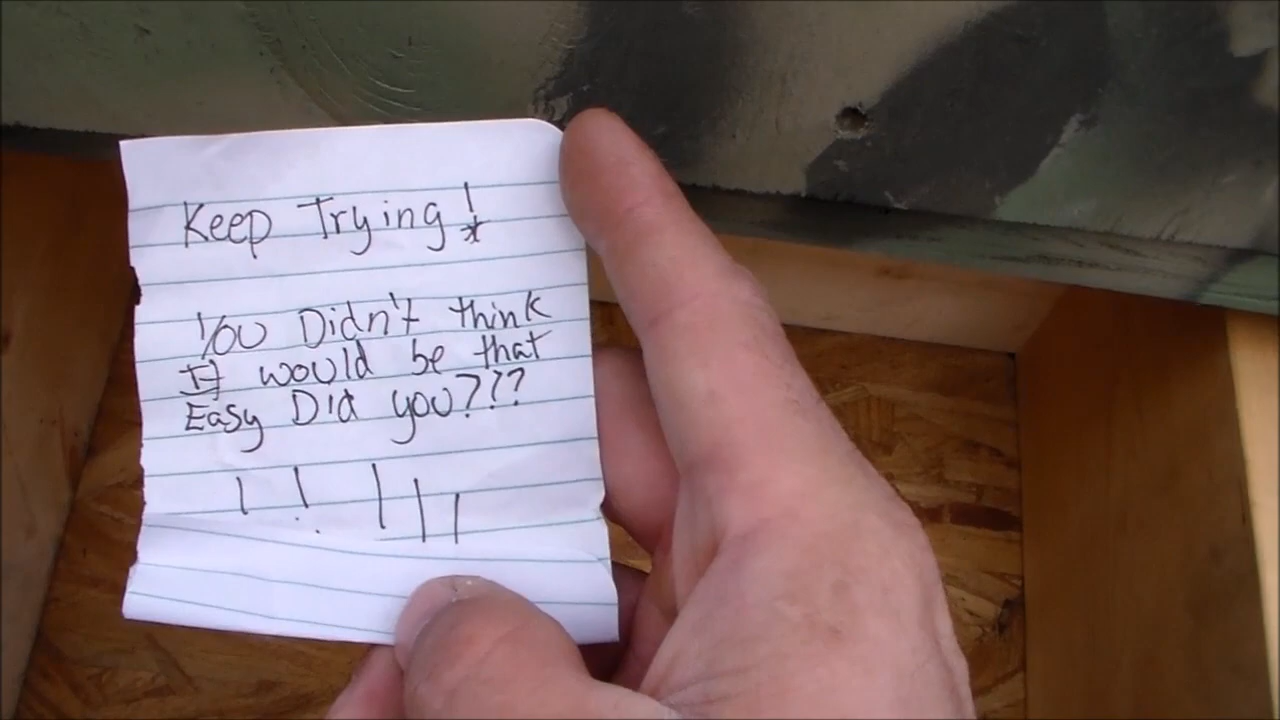 Keep Trying!
You Didn't think
It would be that
Easy Did you???
! ! ! ! !